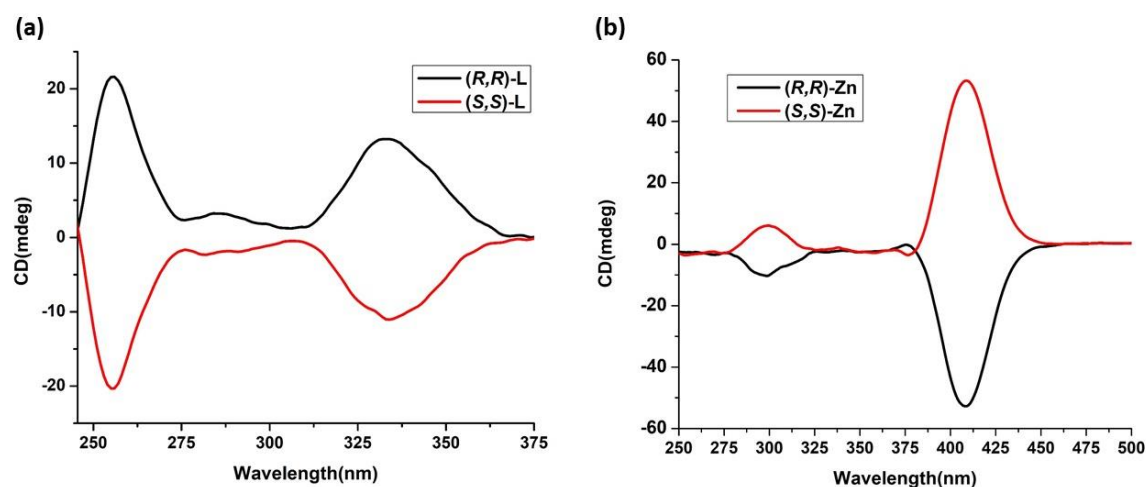 (a)
(R,R)-L
(S,S)-L
20
10
0
-10
-20
CD(mdeg)
250 275 300 325 350 375
Wavelength(nm)
(b)
(R,R)-Zn
(S,S)-Zn
60
40
20
0
-20
-40
-60
CD(mdeg)
250 275 300 325 350 375 400 425 450 475 500
Wavelength(nm)